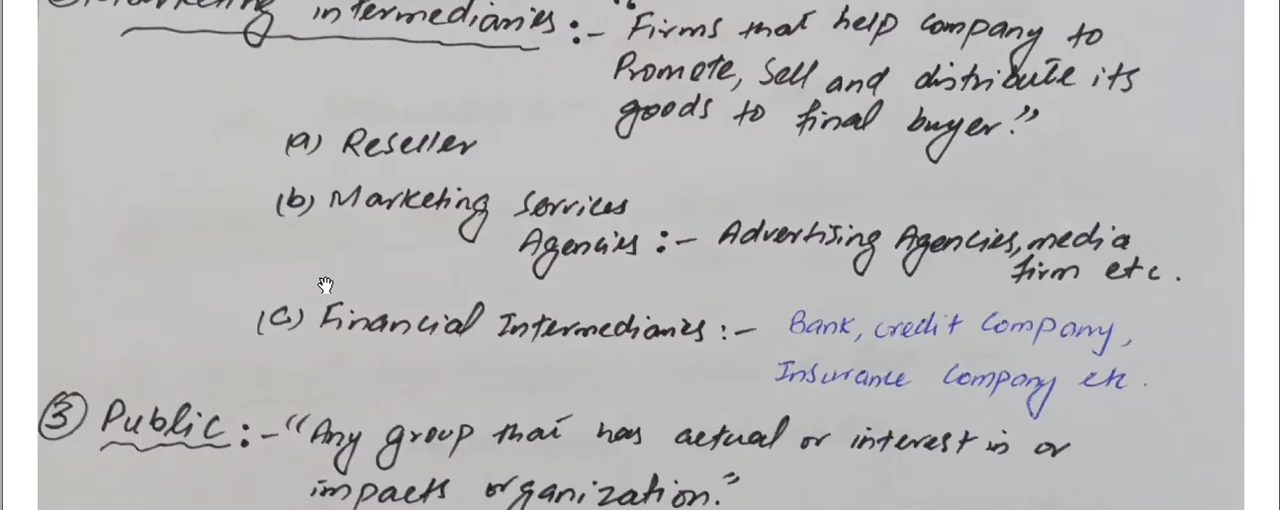 Marketing intermediaries :- "Firms that help company to
Promote, Sell and distribute its
goods to final buyer."
(a) Reseller
(b) Marketing Services
Agencies :- Advertising Agencies, media
firm etc.
(c) Financial Intermediaries :- Bank, credit Company,
Insurance Company etc.
③ Public :- "Any group that has actual or interest in or
impacts organization."